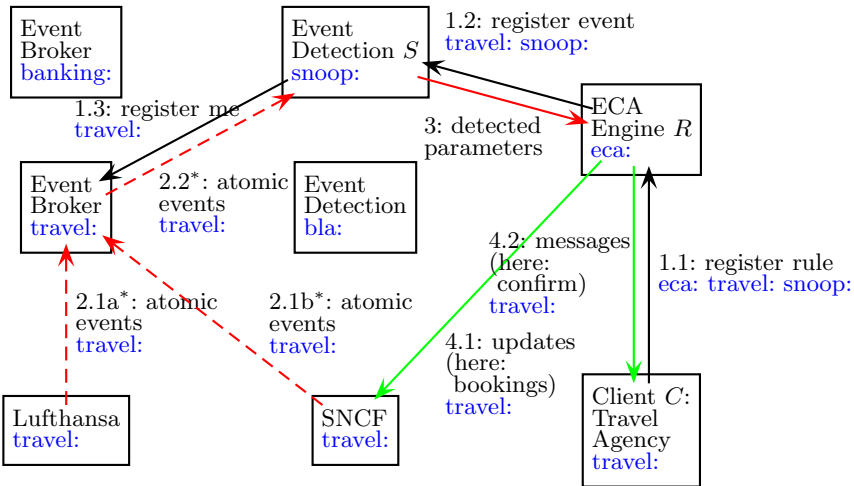 Event
Broker
banking:
Event
Detection S
snoop:
1.2: register event
travel: snoop:
1.3: register me
travel:
3: detected
parameters
ECA
Engine R
eca:
Event
Broker
travel:
2.2*: atomic
events
travel:
Event
Detection
bla:
4.2: messages
(here:
confirm)
travel:
1.1: register rule
eca: travel: snoop:
2.1a*: atomic
events
travel:
2.1b*: atomic
events
travel:
4.1: updates
(here:
bookings)
travel:
Lufthansa
travel:
SNCF
travel:
Client C:
Travel
Agency
travel: